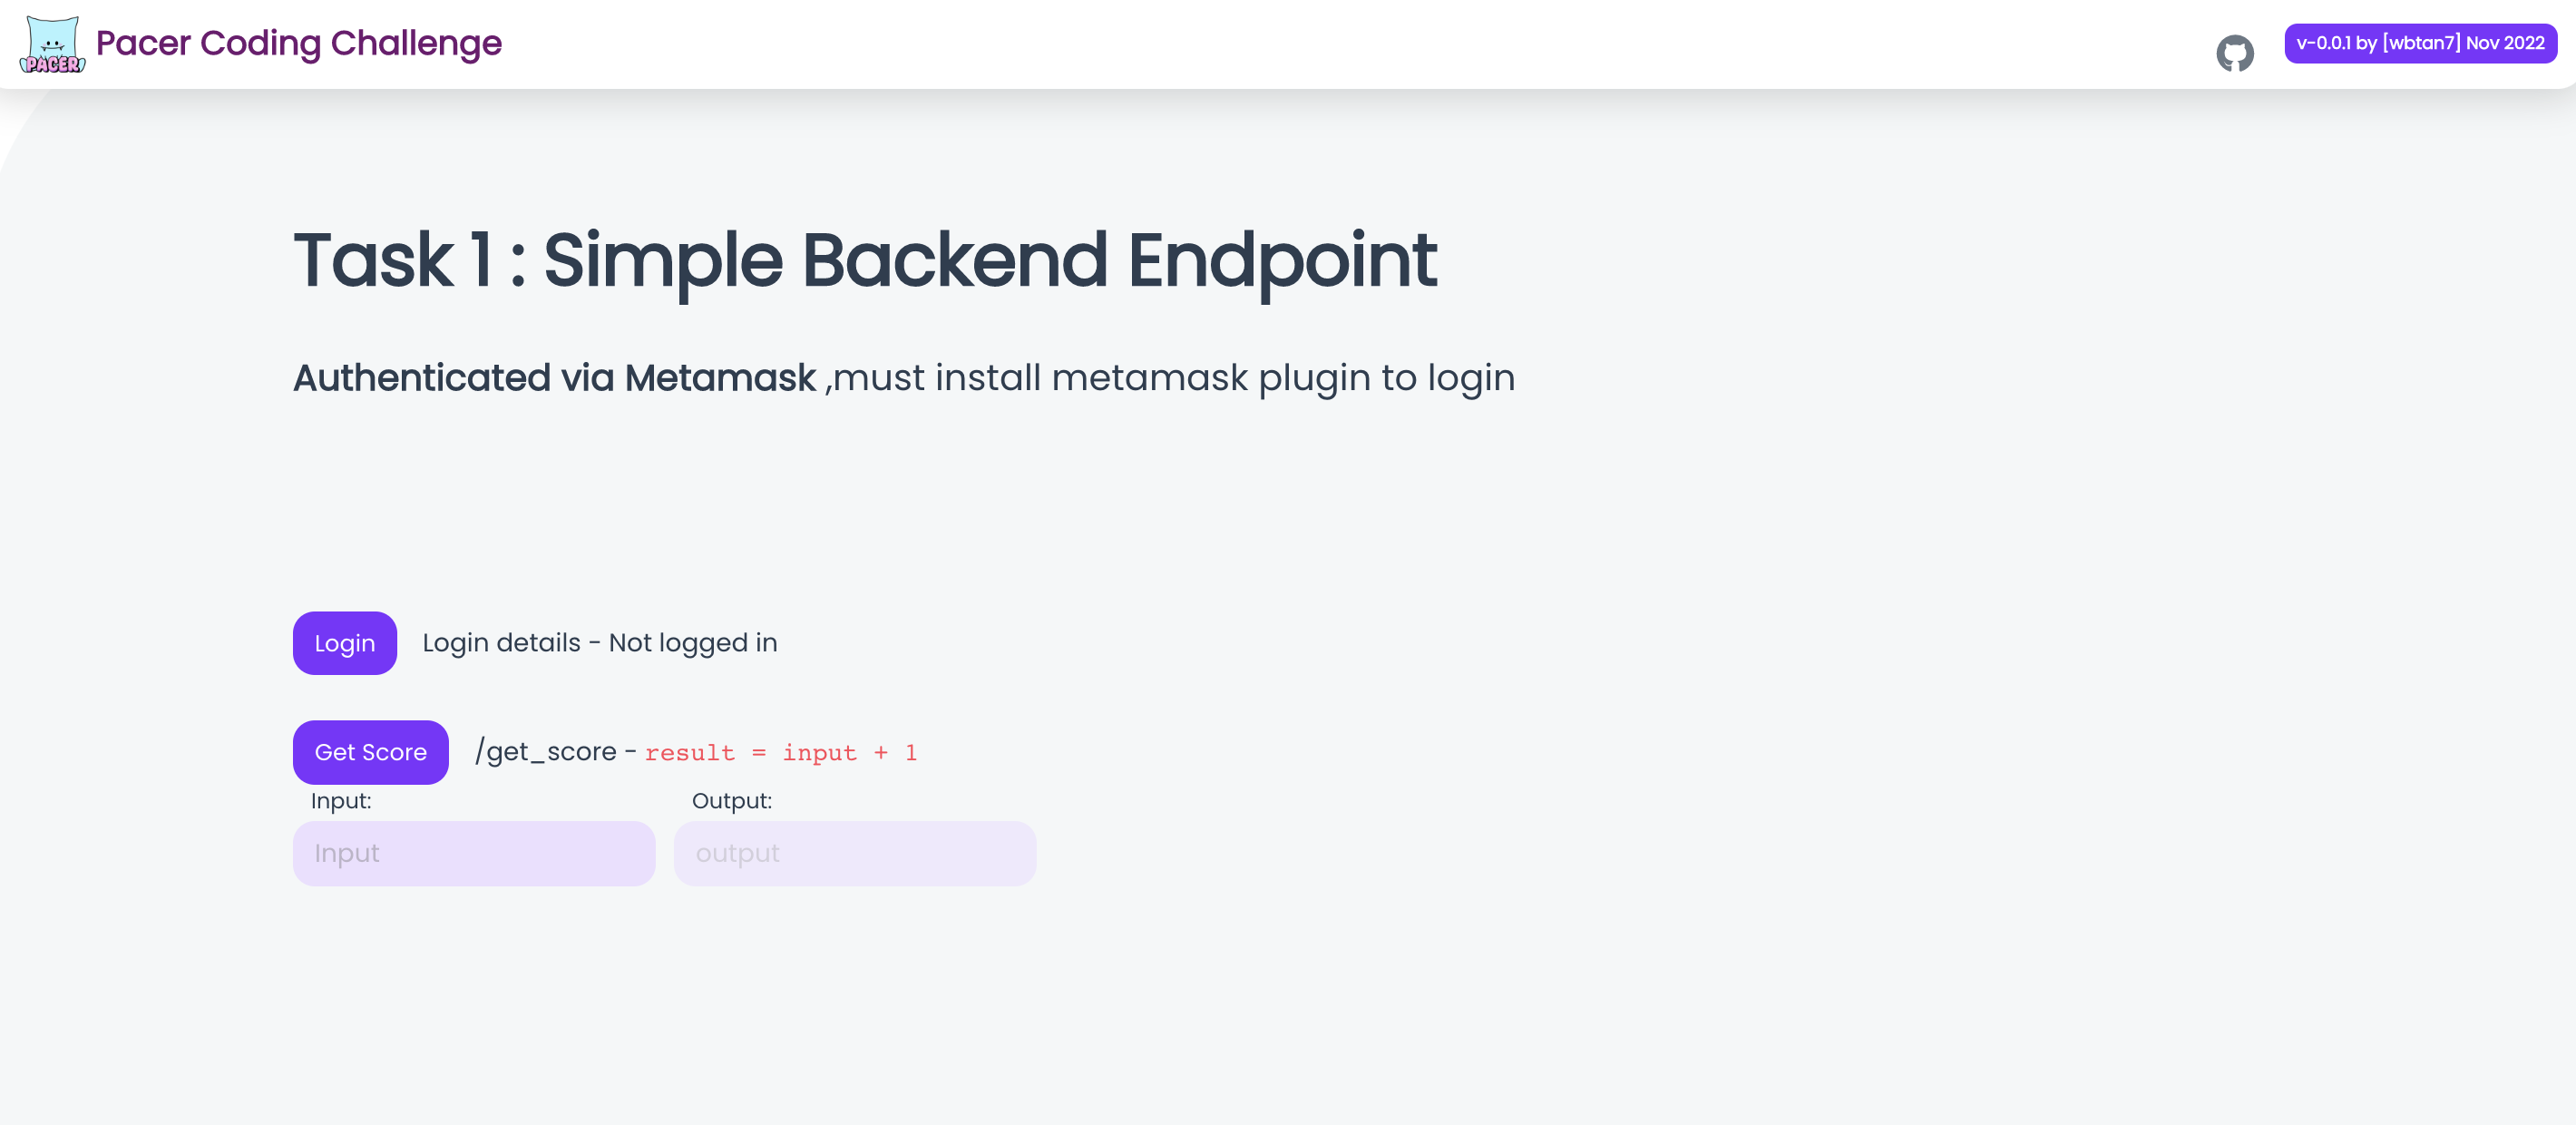 PACER
Pacer Coding Challenge
v-0.0.1 by [wbtan7] Nov 2022
Task 1 : Simple Backend Endpoint
Authenticated via Metamask ,must install metamask plugin to login
Login Login details - Not logged in
Get Score /get_score - result = input + 1
Input: Output:
Input output